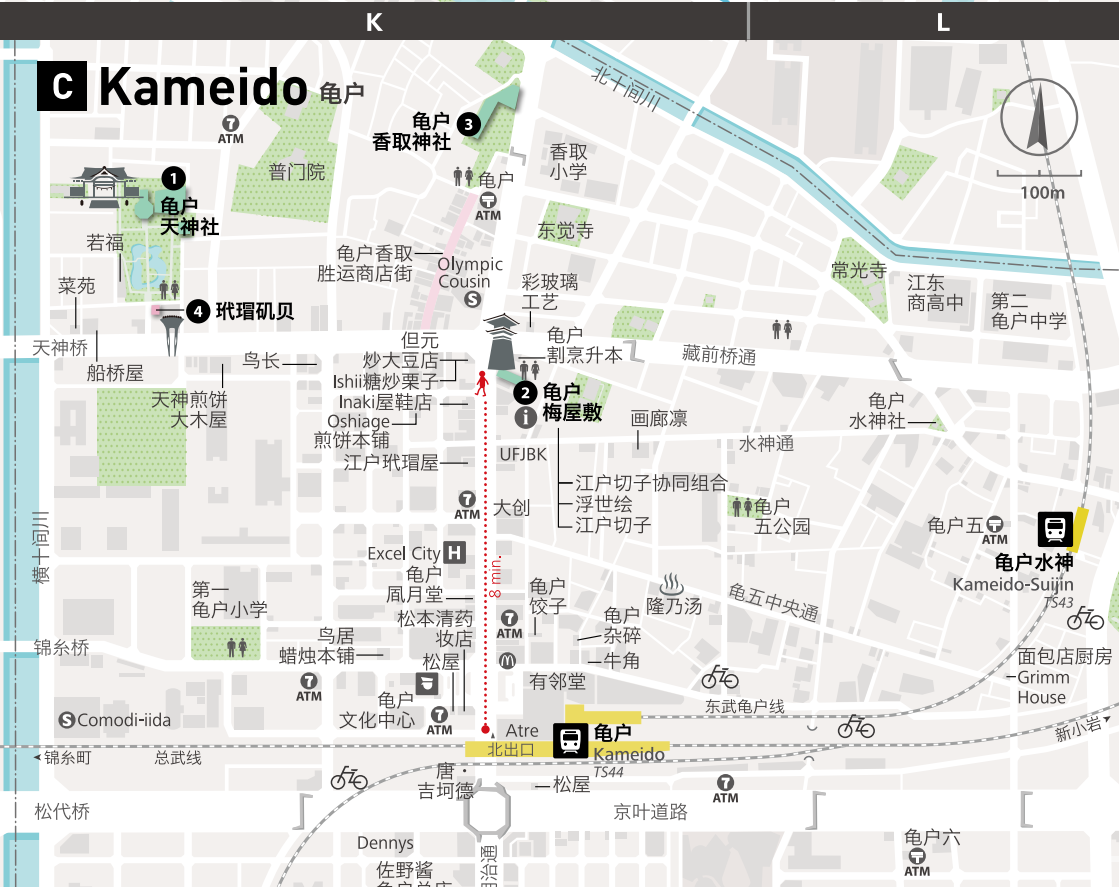 K
L
C
Kameido 龟户
北十间川
100m
7
ATM
普门院
3
龟户
香取神社
香取
小学
龟户
ATM
1
龟户
天神社
若福
菜苑
4
玳瑁矶贝
天神桥
船桥屋
天神煎饼
大木屋
鸟长
龟户香取
胜运商店街
Olympic
Cousin
S
东觉寺
彩玻璃
工艺
常光寺
江东
商高中
第二
龟户中学
但元
炒大豆店
Ishii糖炒栗子
Inaki屋鞋店
Oshiage
煎饼本铺
江户玳瑁屋
龟户
割烹升本
2
龟户
梅屋敷
i
藏前桥通
画廊凛
水神通
龟户
水神社
UFJBK
江户切子协同组合
浮世绘
江户切子
7
ATM
大创
龟户
五公园
龟户五
ATM
龟户水神
Kameido-Suijin
TS43
横十间川
Excel City
H
龟户
凮月堂
8 min.
松本清药
妆店
松屋
龟户
饺子
7
ATM
龟户
杂碎
牛角
隆乃汤
龟五中央通
第一
龟户小学
鸟居
蜡烛本铺
锦糸桥
7
ATM
龟户
文化中心
7
ATM
有邻堂
面包店厨房
Grimm
House
东武龟户线
新小岩
S
Comodi-iida
Atre
北出口
龟户
Kameido
TS44
锦糸町
总武线
唐·
吉坷德
松屋
7
ATM
松代桥
京叶道路
Dennys
佐野酱
龟户六
ATM